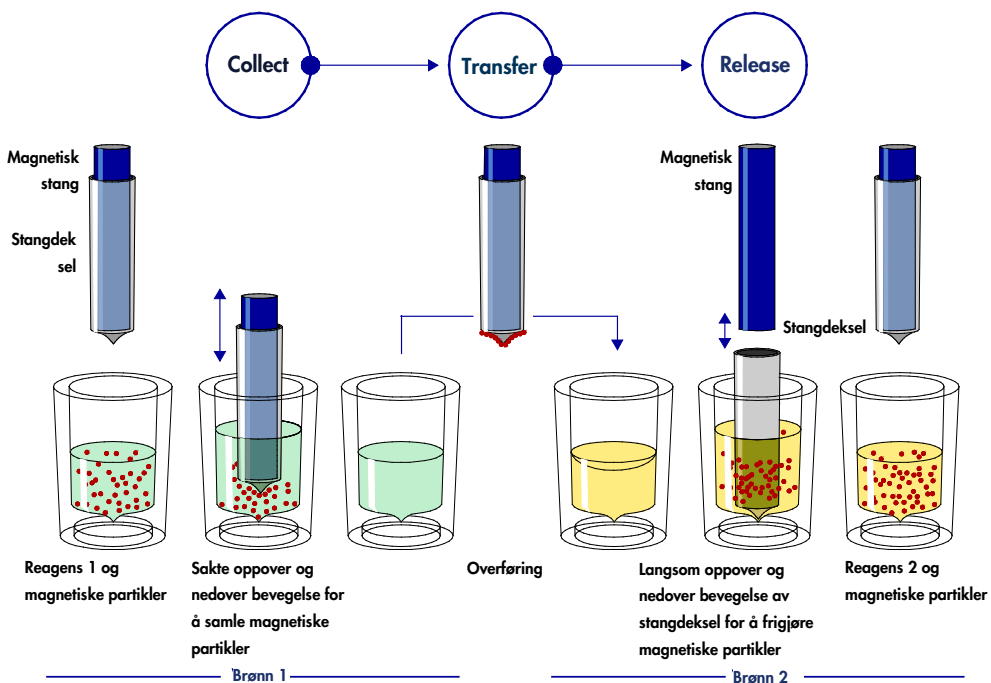 Collect
Transfer
Release
Magnetisk
stang
Stangdek
sel
Magnetisk
stang
Stangdeksel
Reagens 1 og
magnetiske partikler
Sakte oppover og
nedover bevegelse for
å samle magnetiske
partikler
Overføring
Langsom oppover og
nedover bevegelse av
stangdeksel for å frigjøre
magnetiske partikler
Reagens 2 og
magnetiske partikler
Brønn 1
Brønn 2